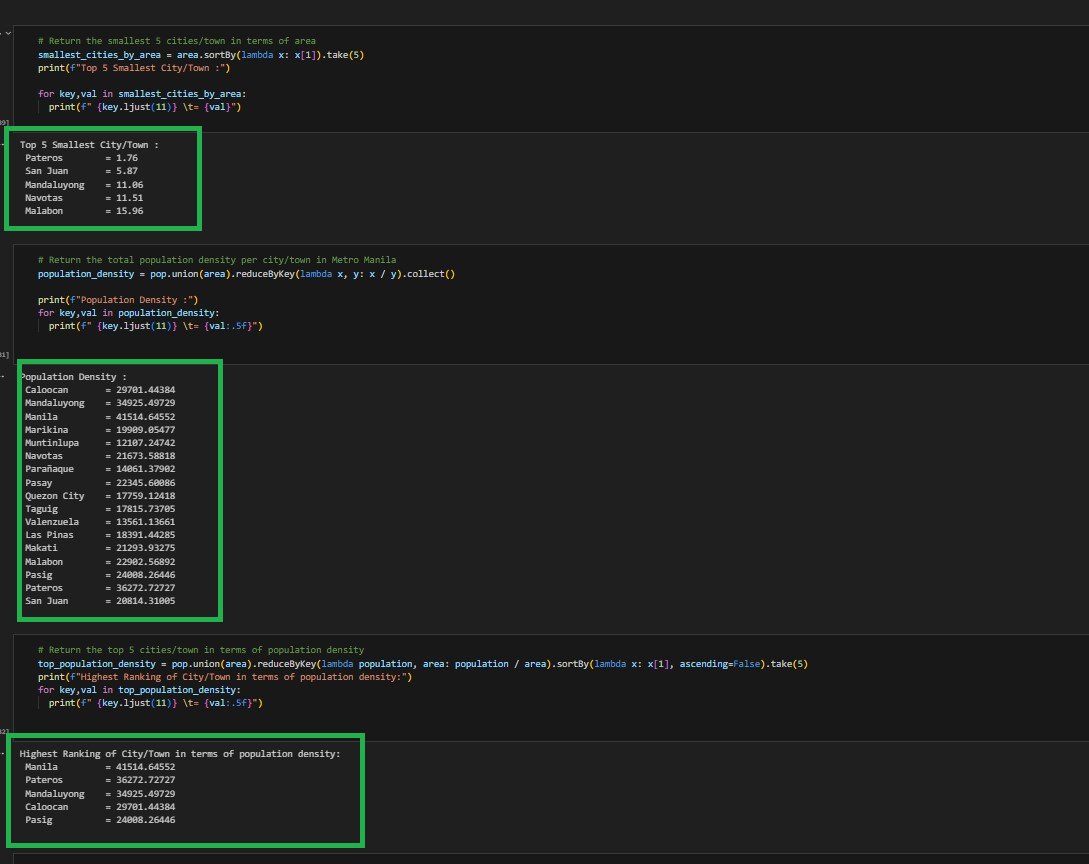 # Return the smallest 5 cities/town in terms of area
smallest_cities_by_area = area.sortBy(lambda x: x[1]).take(5)
print(f"Top 5 Smallest City/Town :")
for key,val in smallest_cities_by_area:
print(f" {key.ljust(11)} \t= {val}")
Top 5 Smallest City/Town :
Pateros = 1.76
San Juan = 5.87
Mandaluyong = 11.06
Navotas = 11.51
Malabon = 15.96
# Return the total population density per city/town in Metro Manila
population_density = pop.union(area).reduceByKey(lambda x, y: x / y).collect()
print(f"Population Density :")
for key,val in population_density:
print(f" {key.ljust(11)} \t= {val:.5f}")
Population Density :
Caloocan = 29701.44384
Mandaluyong = 34925.49729
Manila = 41514.64552
Marikina = 19909.05477
Muntinlupa = 12107.24742
Navotas = 21673.58818
Parañaque = 14061.37902
Pasay = 22345.60086
Quezon City = 17759.12418
Taguig = 17815.73705
Valenzuela = 13561.13661
Las Pinas = 18391.44285
Makati = 21293.93275
Malabon = 22902.56892
Pasig = 24008.26446
Pateros = 36272.72727
San Juan = 20814.31005
# Return the top 5 cities/town in terms of population density
top_population_density = pop.union(area).reduceByKey(lambda population, area: population / area).sortBy(lambda x: x[1], ascending=False).take(5)
print(f"Highest Ranking of City/Town in terms of population density:")
for key,val in top_population_density:
print(f" {key.ljust(11)} \t= {val:.5f}")
Highest Ranking of City/Town in terms of population density:
Manila = 41514.64552
Pateros = 36272.72727
Mandaluyong = 34925.49729
Caloocan = 29701.44384
Pasig = 24008.26446